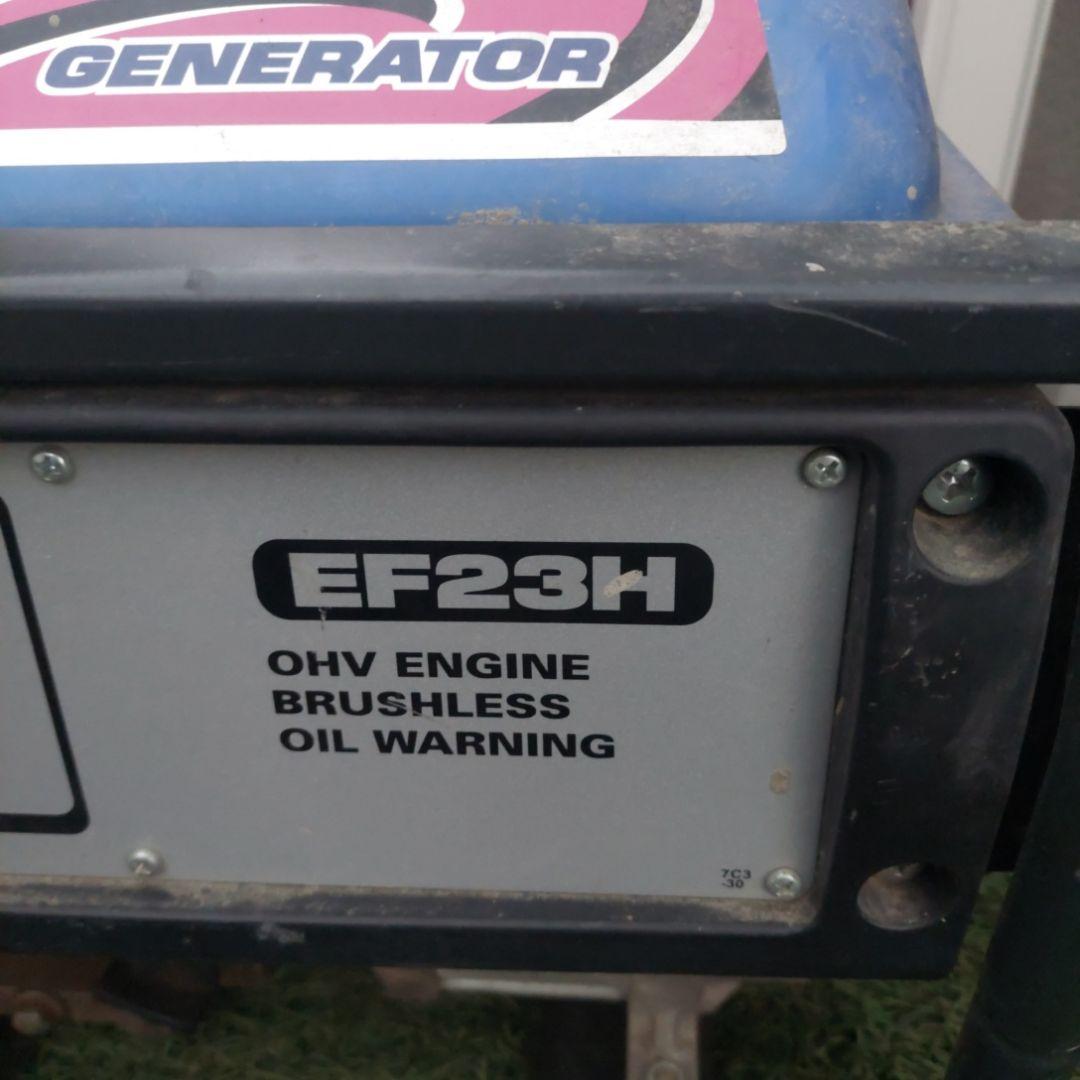 GENERATOR
EF23H
OHV ENGINE
BRUSHLESS
OIL WARNING
7C3
-30